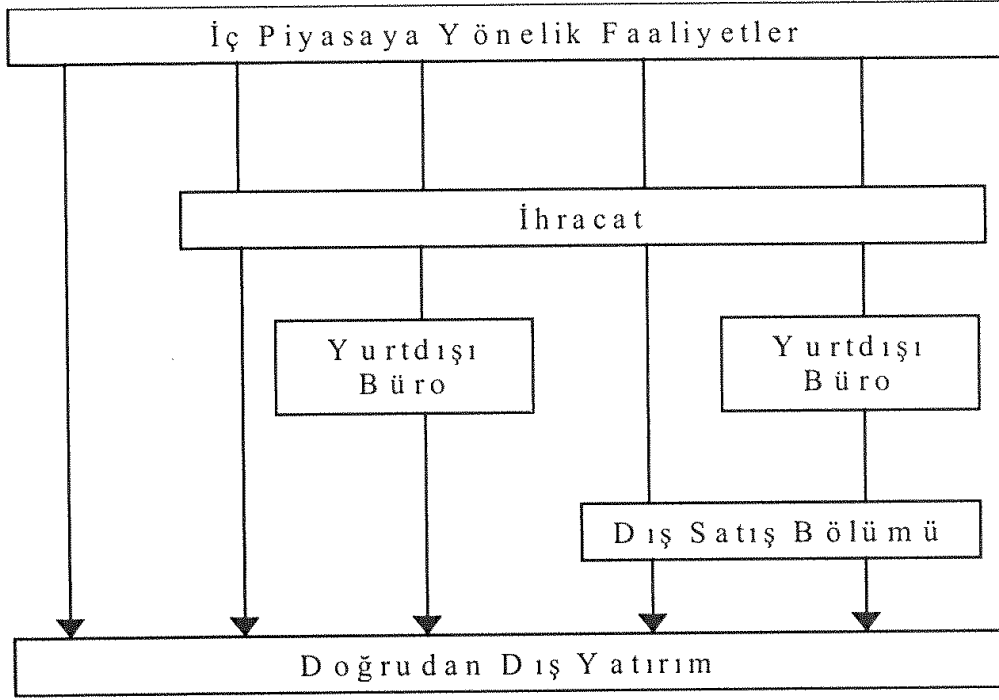 İç Piyasaya Yönelik Faaliyetler
İhracat
Yurtdışı
Büro
Yurtdışı
Büro
Dış Satış Bölümü
Doğrudan Dış Yatırım